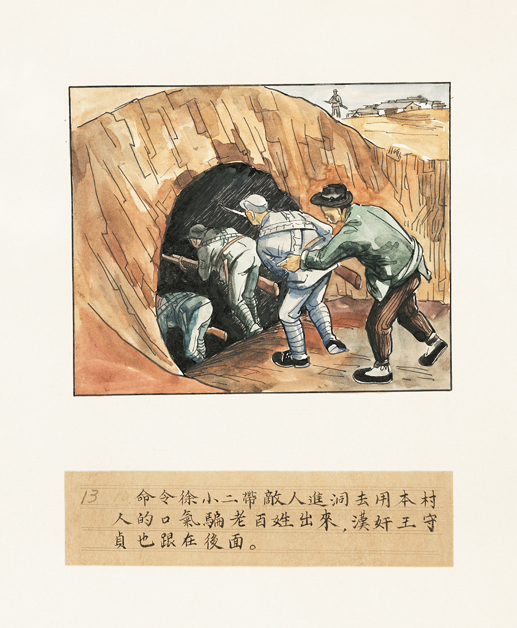 13 命令徐小二帶敵人進洞去用本村
人的口氣騙老百姓出來,漢奸王守
貞也跟在後面。